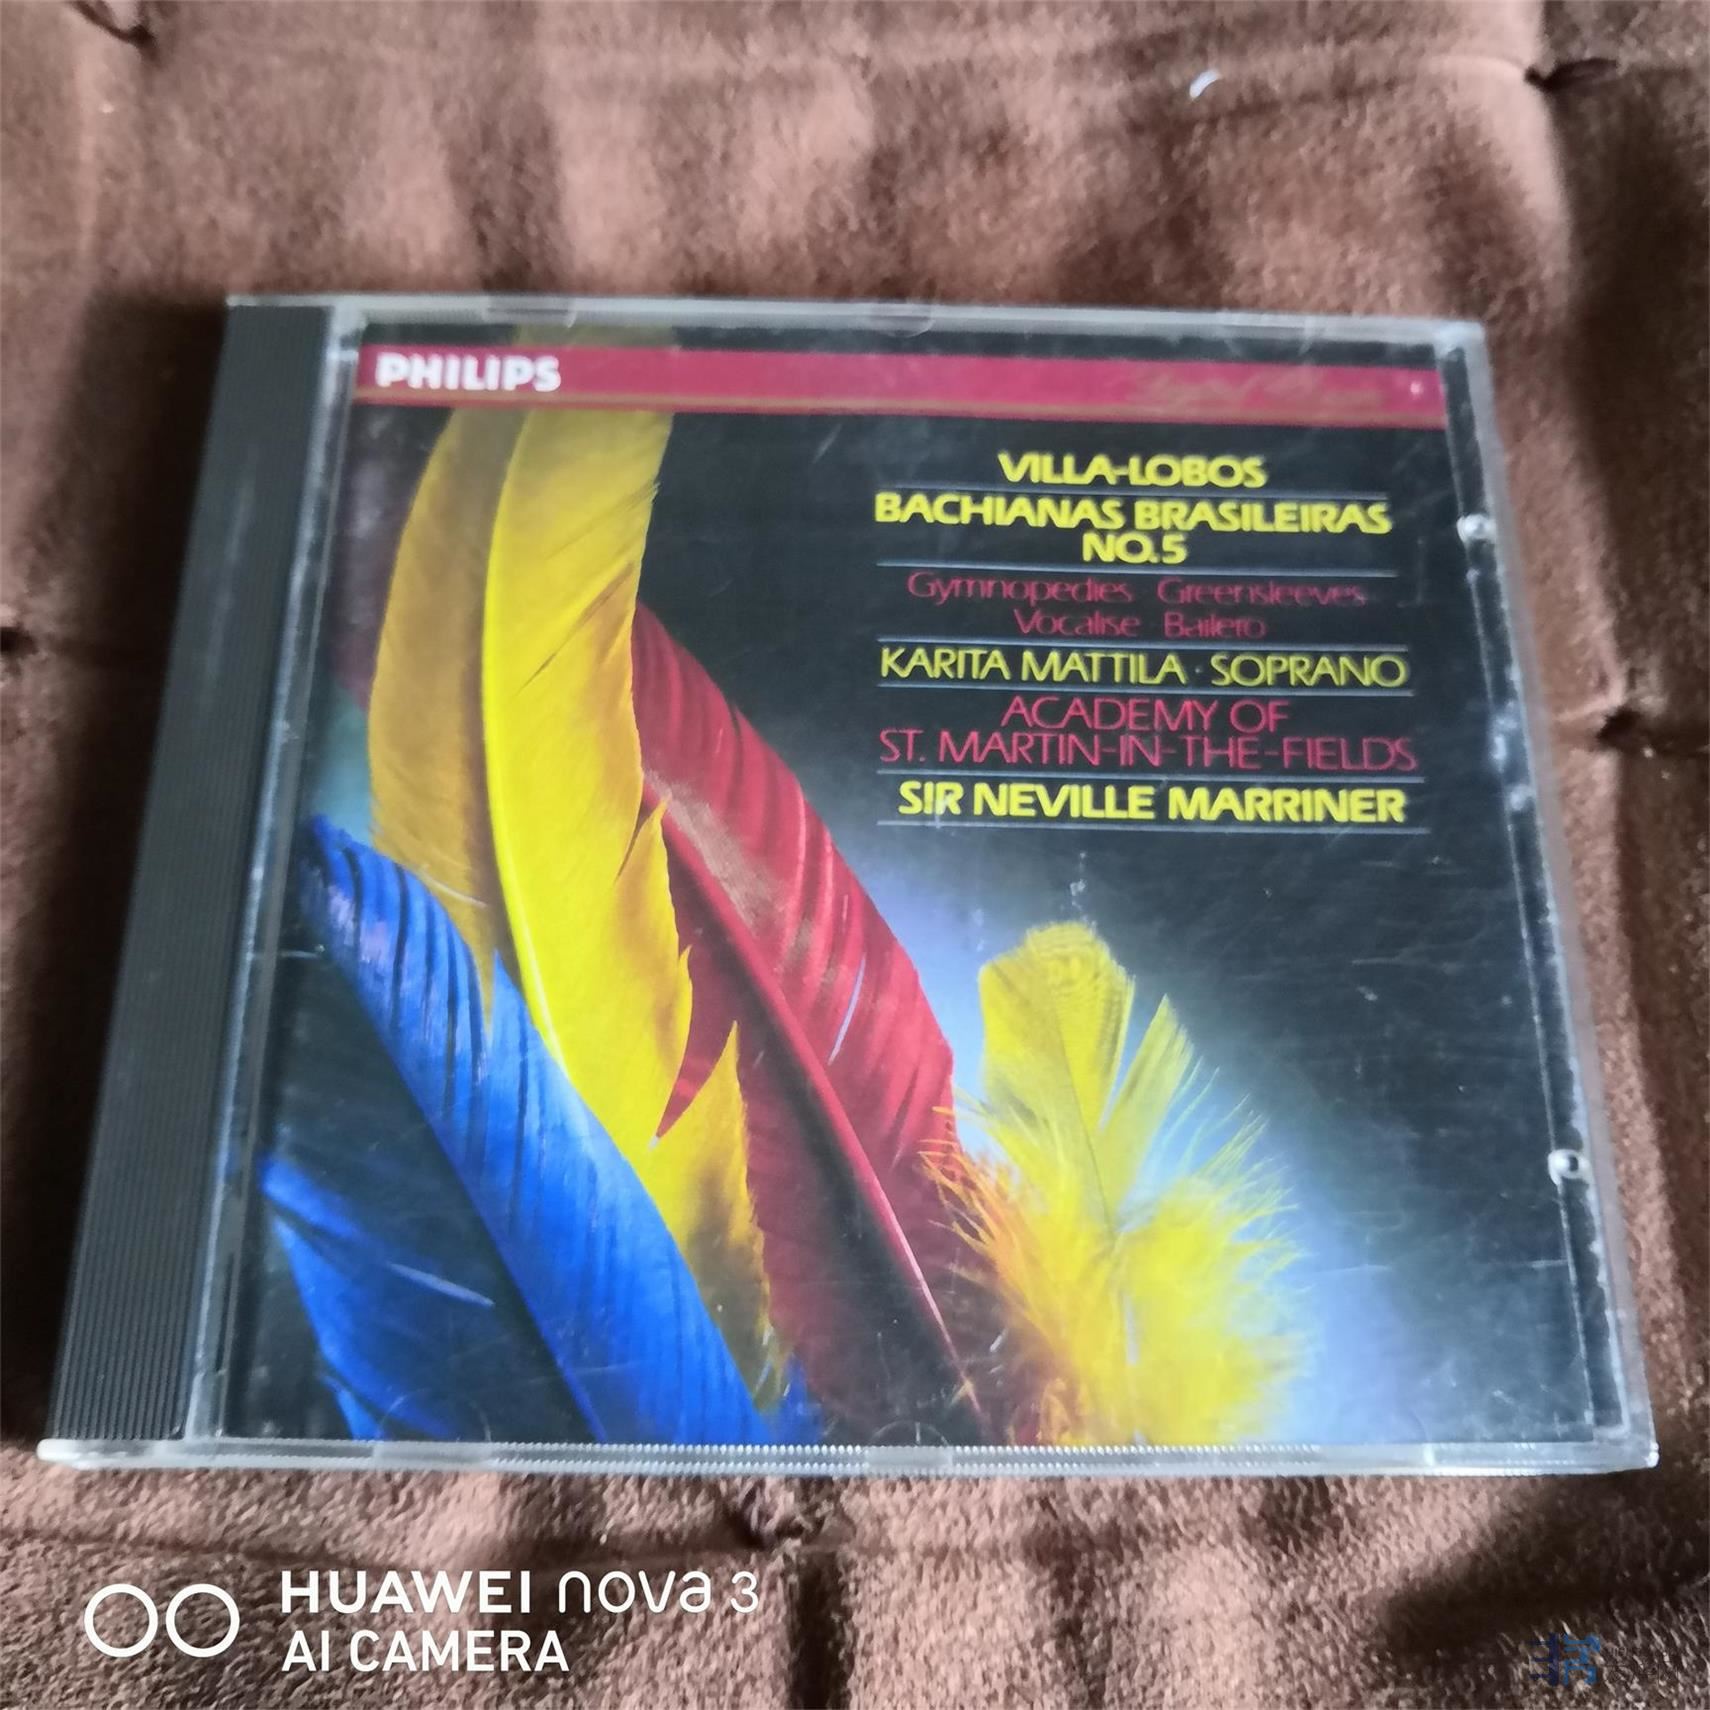 PHILIPS
VILLA-LOBOS
BACHIANAS BRASILEIRAS
NO.5
Gymnopedies Greensleeves
Vocalise · Bailero
KARITA MATTILA · SOPRANO
ACADEMY OF
ST. MARTIN-IN-THE-FIELDS
SIR NEVILLE MARRINER
HUAWEI nova 3
AI CAMERA